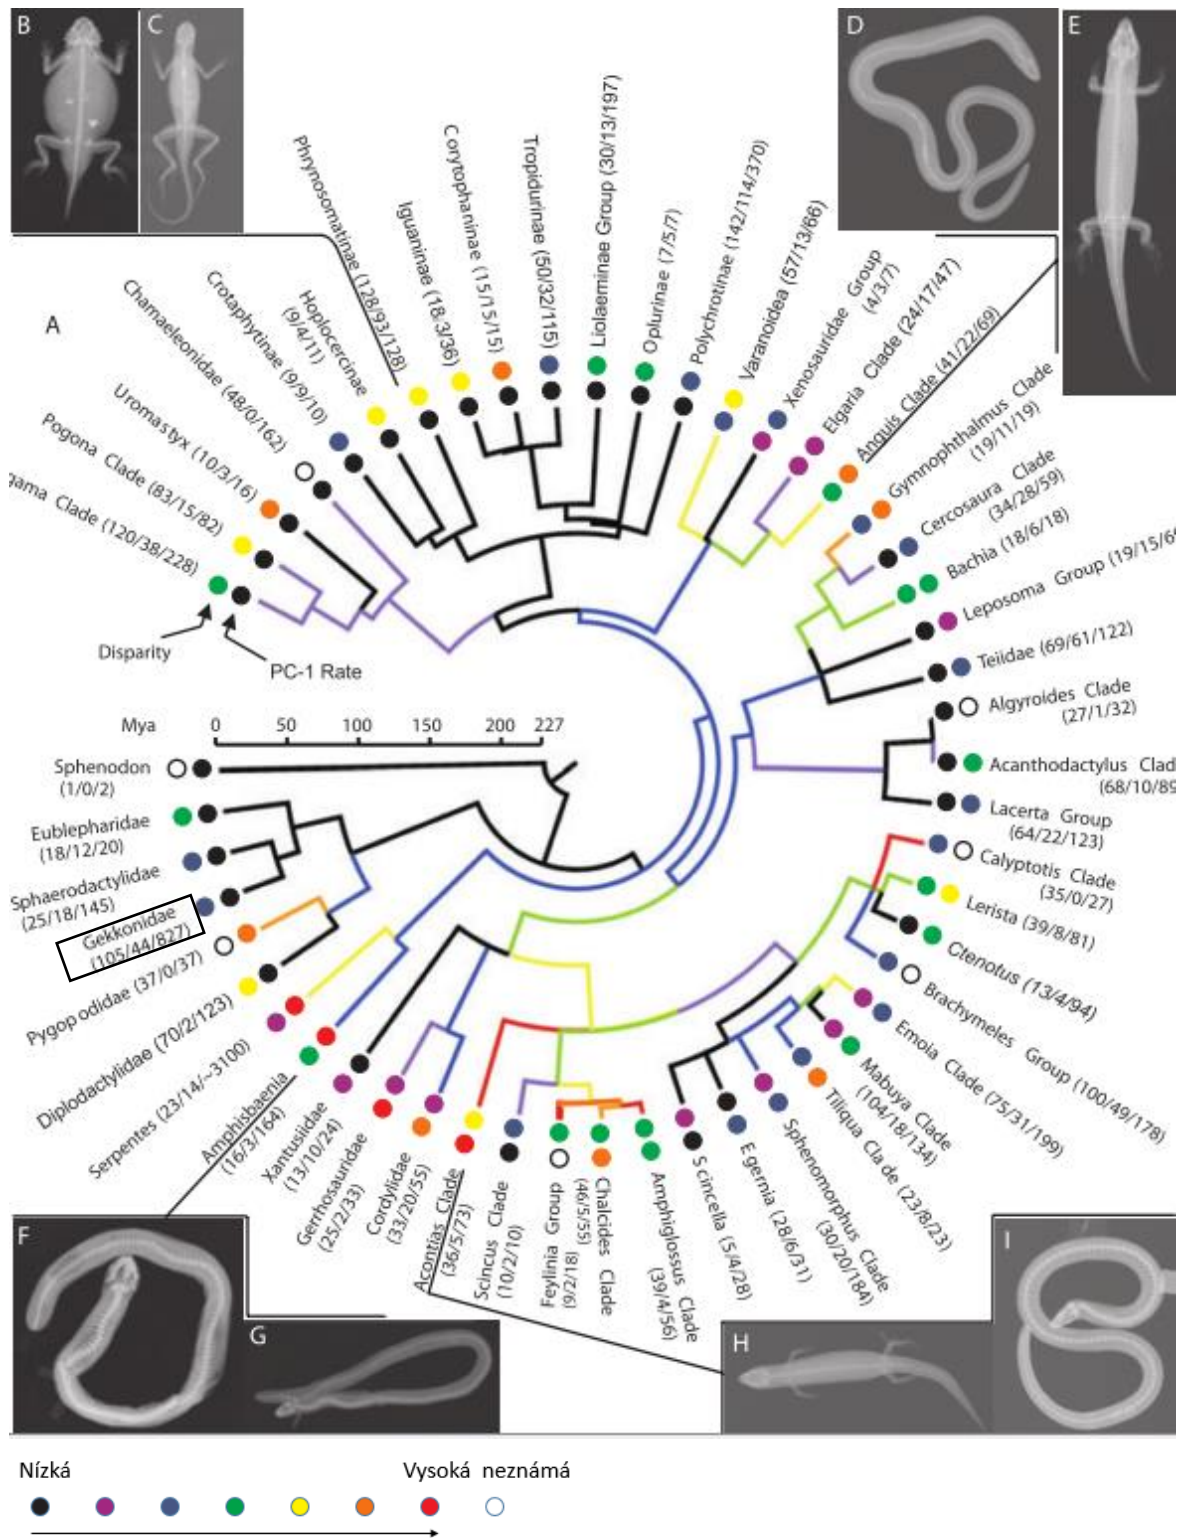 B
C
D
E
A
Phrynosomatinae (128/93/128)
Iguaninae (18/3/36)
Corytophaninae (15/15/15)
Tropidurinae (50/32/115)
Liolaeminae Group (30/13/197)
Oplurinae (7/5/7)
Polychrotinae (142/114/370)
Varanoidea (57/13/66)
Xenosauridae Group
(4/3/7)
Elgaria Clade (24/17/47)
Anguis Clade (41/22/69)
Gymnophthalmus Clade
(19/11/19)
Cercosaura Clade
(34/28/59)
Bachia (18/6/18)
Leposoma Group (19/15/6
Teiidae (69/61/122)
Algyroides Clade
(27/1/32)
Acanthodactylus Clad
(68/10/89
Lacerta Group
(64/22/123)
Calyptotis Clade
(35/0/27)
Lerista (39/8/81)
Ctenotus (13/4/94)
Brachymeles Group (100/49/178)
Emoia Clade (75/31/199)
Mabuya Clade
(104/18/134)
Tiliqua Cla de (23/8/23)
Sphenomorphus Clade
(30/20/184)
Egernia (28/6/31)
Scincella (5/4/28)
Amphiglossus Clade
(39/4/56)
Chalcides Clade
(46/5/55)
Feylinia Group
(9/2/18)
Scincus Clade
(10/2/10)
Acontias Clade
(36/5/73)
Cordylidae
(33/20/55)
Gerrhosauridae
(25/2/33)
Xantusiidae
(13/10/24)
Amphisbaenia
(16/3/164)
Serpentes (23/14/~3100)
Diplodactylidae (70/2/123)
Pygopodidae (37/0/37)
Gekkonidae
(105/44/827)
Sphaerodactylidae
(25/18/145)
Eublepharidae
(18/12/20)
Sphenodon
(1/0/2)
Mya 0 50 100 150 200 227
Hoplocercinae
(9/4/11)
Crotaphytinae (9/9/10)
Chamaeleonidae (48/0/162)
Uromastyx (10/3/16)
Pogona Clade (83/15/82)
gama Clade (120/38/228)
Disparity
PC-1 Rate
F
G
H
I
Nízká Vysoká neznámá